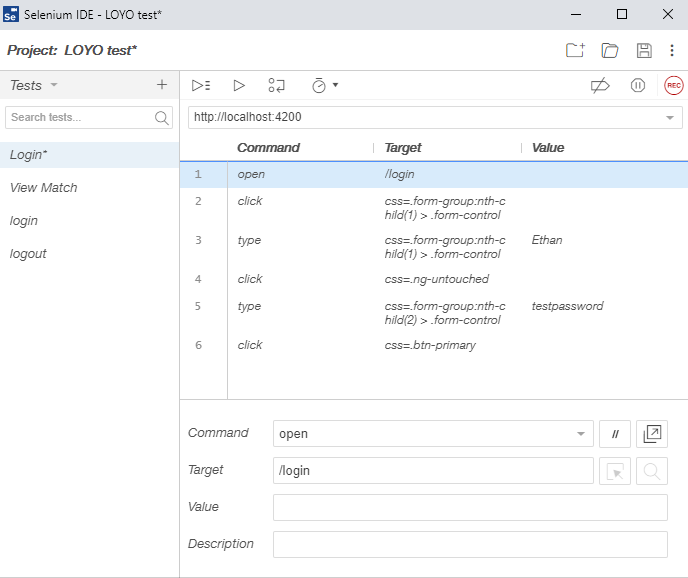 Se Selenium IDE - LOYO test*
Project: LOYO test*
Tests
REC
Search tests...
http://localhost:4200
Login*
View Match
login
logout
Command Target Value
1 open /login
2 click css=.form-group:nth-c
hild(1) > .form-control
3 type css=.form-group:nth-c Ethan
hild(1) > .form-control
4 click css=.ng-untouched
5 type css=.form-group:nth-c testpassword
hild(2) > .form-control
6 click css=.btn-primary
Command open //
Target /login
Value
Description